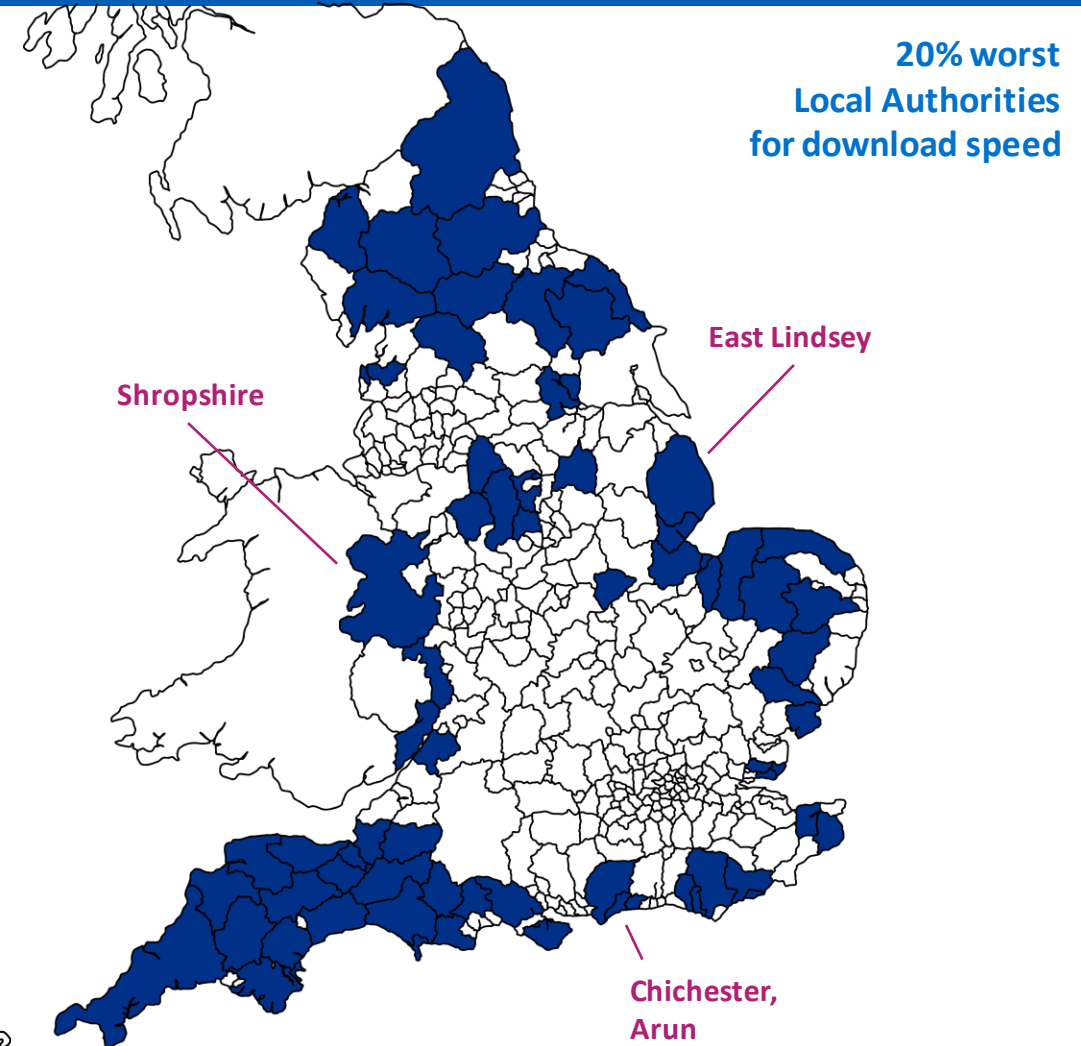 20% worst
Local Authorities
for download speed
East Lindsey
Shropshire
Chichester,
Arun